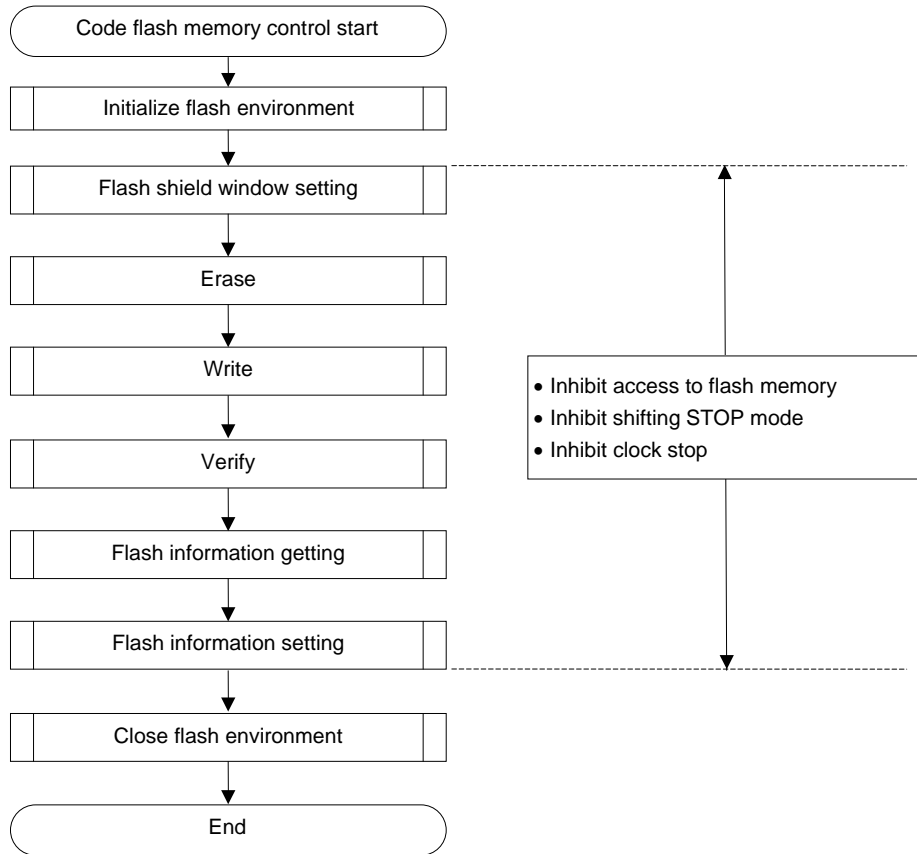 Code flash memory control start
Initialize flash environment
Flash shield window setting
Erase
Write
Verify
Flash information getting
Flash information setting
Close flash environment
End
• Inhibit access to flash memory
• Inhibit shifting STOP mode
• Inhibit clock stop